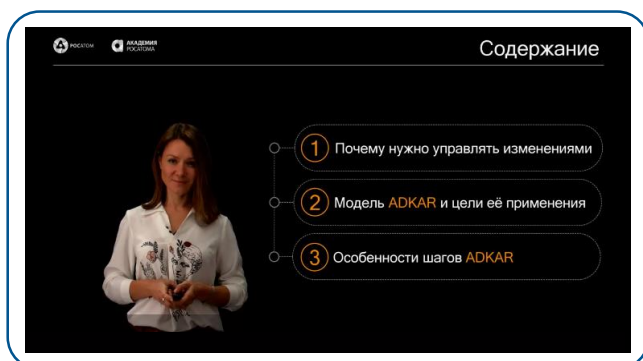 РОСАТОМ
АКАДЕМИЯ
РОСАТОМА
Содержание
1 Почему нужно управлять изменениями
2 Модель ADKAR и цели её применения
3 Особенности шагов ADKAR